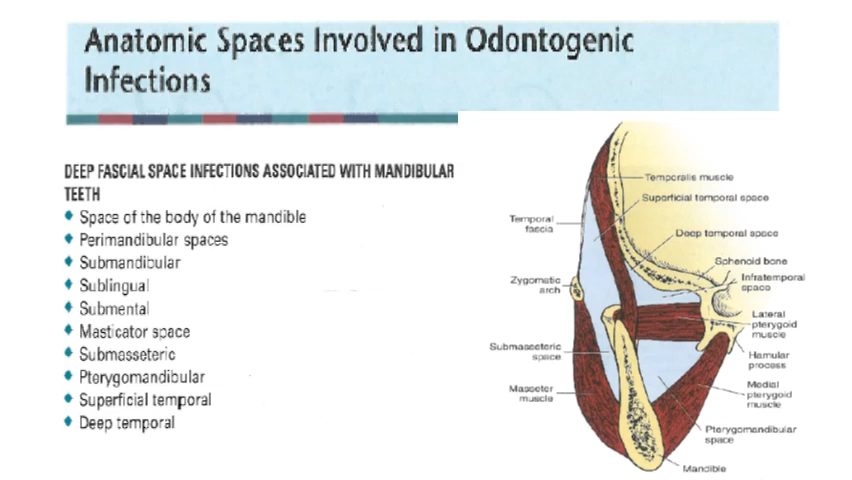 Anatomic Spaces Involved in Odontogenic
Infections
DEEP FASCIAL SPACE INFECTIONS ASSOCIATED WITH MANDIBULAR
TEETH
♦ Space of the body of the mandible
♦ Perimandibular spaces
♦ Submandibular
♦ Sublingual
♦ Submental
♦ Masticator space
♦ Submasseteric
♦ Pterygomandibular
♦ Superficial temporal
♦ Deep temporal
Temporalis muscle
Superficial temporal space
Temporal
fascia
Deep temporal space
Sphenoid bone
Zygomatic
arch
Infratemporal
space
Lateral
pterygoid
muscle
Submasseteric
space
Hamular
process
Masseter
muscle
Medial
pterygoid
muscle
Pterygomandibular
space
Mandible